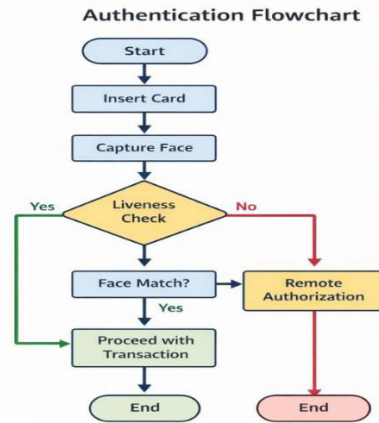 Authentication Flowchart
Start
Insert Card
Capture Face
Liveness
Check
Yes
No
Face Match?
Remote
Authorization
Yes
Proceed with
Transaction
End
End